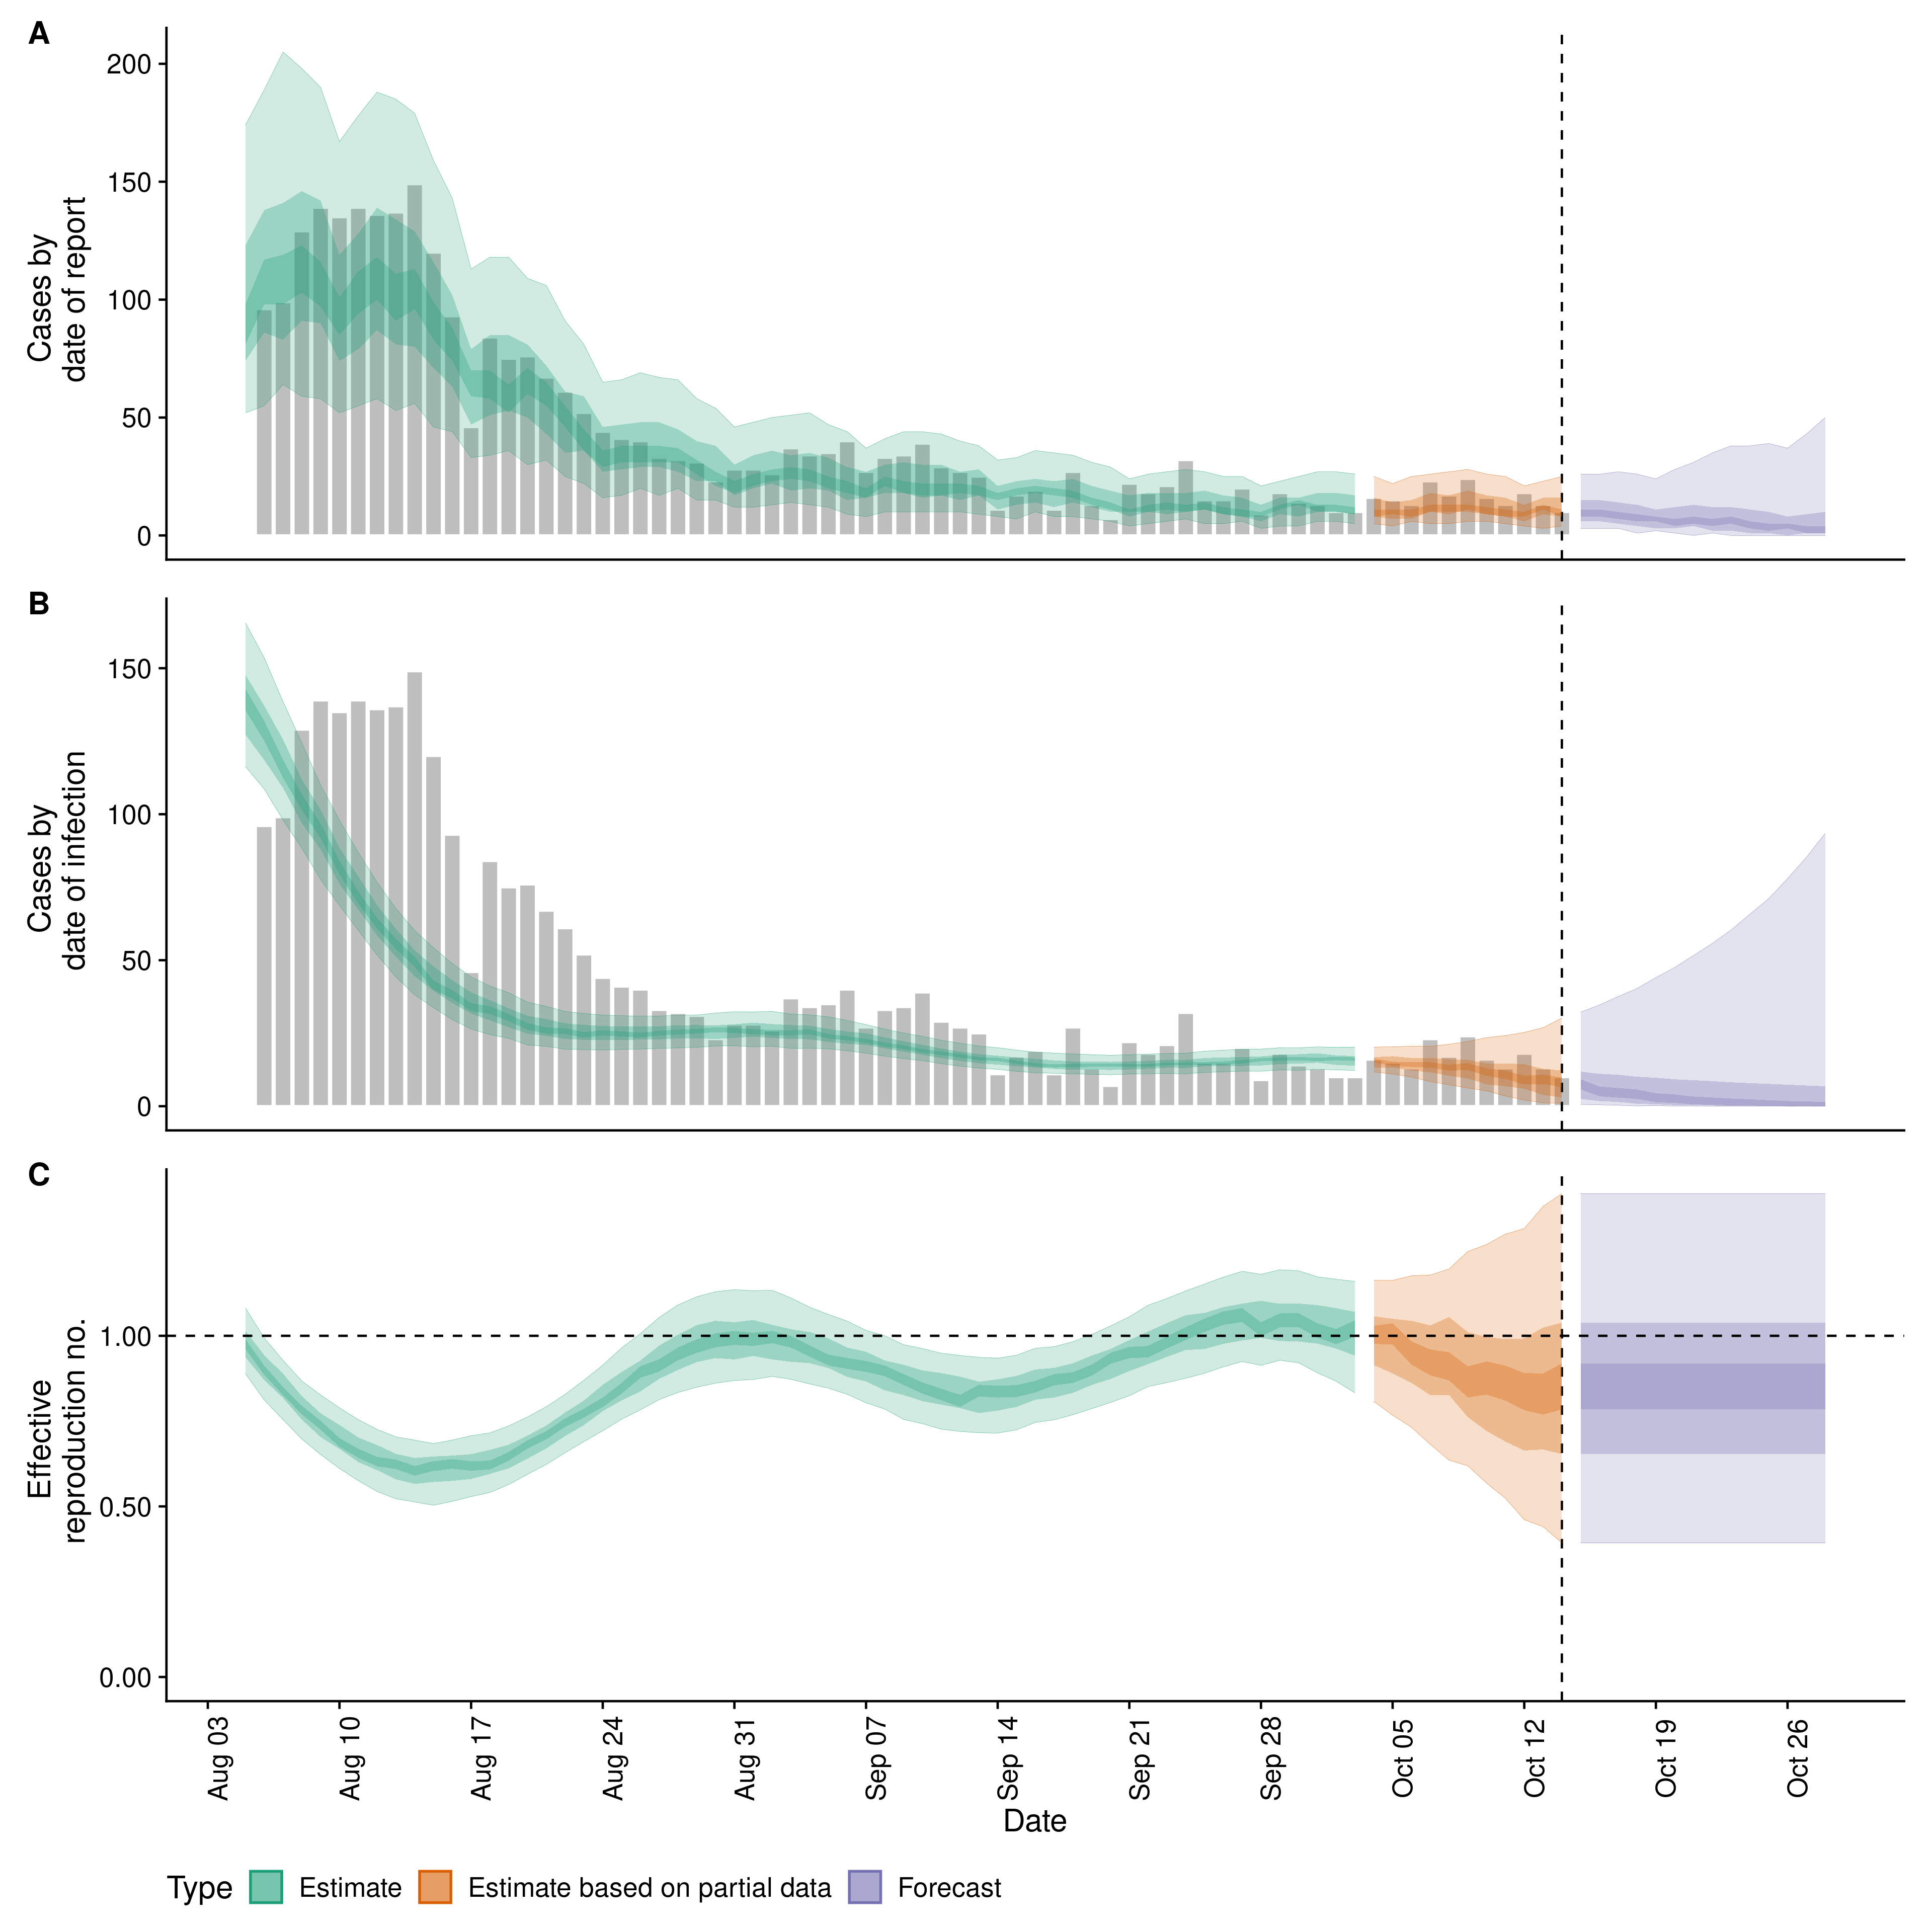 A
200
150
100
50
0
Cases by
date of report
B
150
100
50
0
Cases by
date of infection
C
1.00
0.50
0.00
Effective
reproduction no.
Aug 03
Aug 10
Aug 17
Aug 24
Aug 31
Sep 07
Sep 14
Sep 21
Sep 28
Oct 05
Oct 12
Oct 19
Oct 26
Date
Type Estimate Estimate based on partial data Forecast